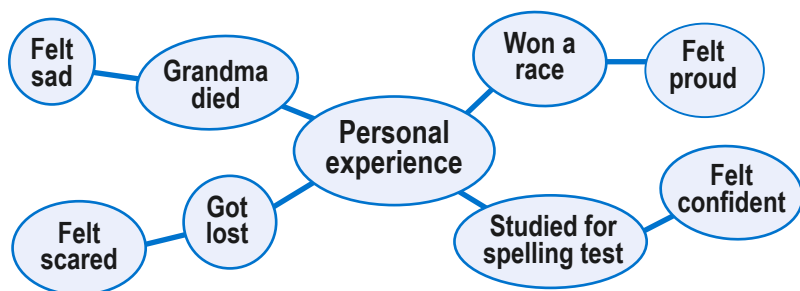 Felt
sad
Grandma
died
Won a
race
Felt
proud
Personal
experience
Felt
scared
Got
lost
Studied for
spelling test
Felt
confident